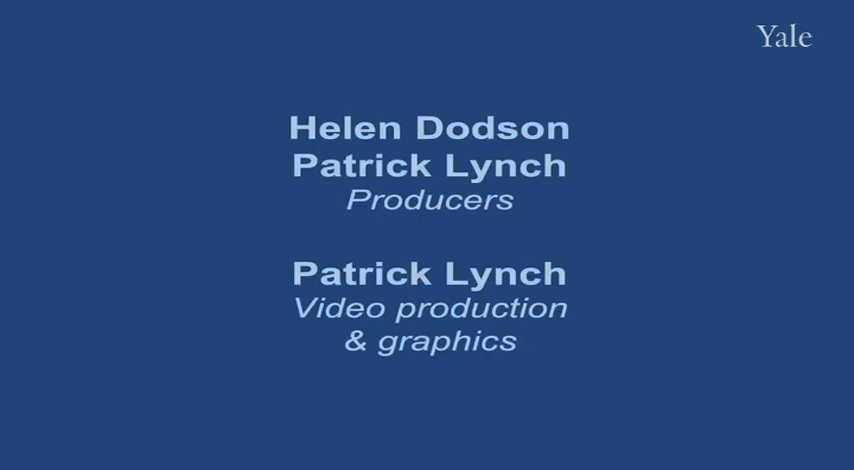 Yale
Helen Dodson
Patrick Lynch
Producers
Patrick Lynch
Video production
& graphics